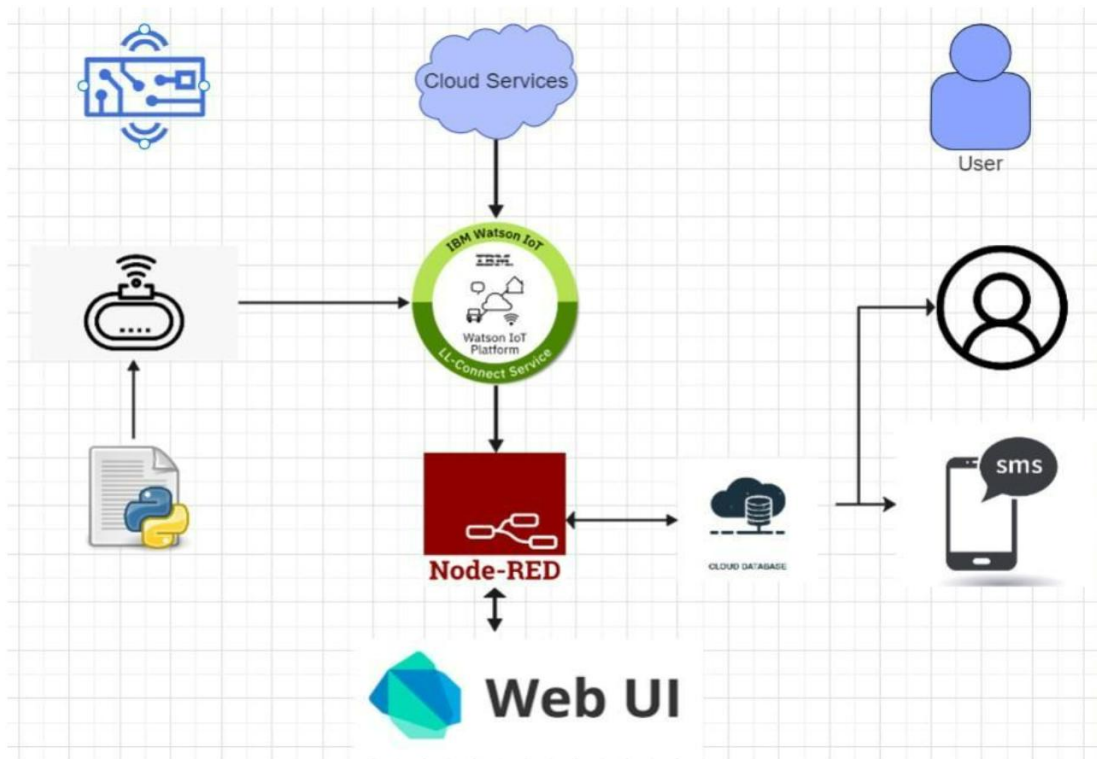 Cloud Services
User
IBM Watson IoT
IBM
Watson IoT
Platform
LL-Connect Service
sms
Node-RED
CLOUD DATABASE
Web UI